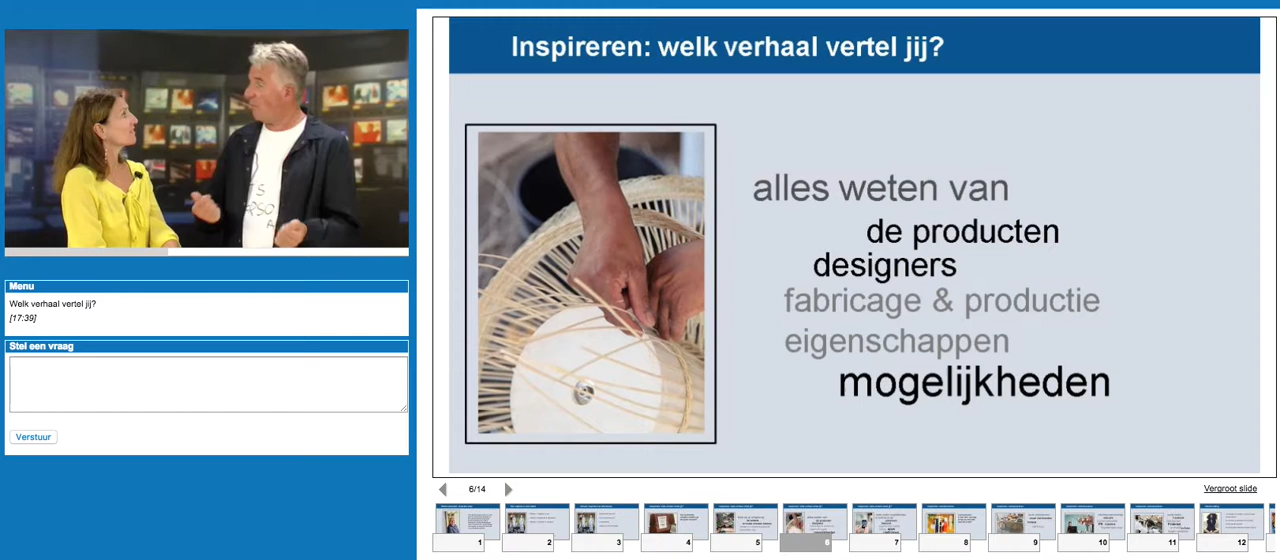 Inspireren: welk verhaal vertel jij?
alles weten van
de producten
designers
fabricage & productie
eigenschappen
mogelijkheden
Menu
Welk verhaal vertel jij?
[17:39]
Stel een vraag
Verstuur
6/14
Vergroot slide
1
2
3
4
5
6
7
8
9
10
11
12